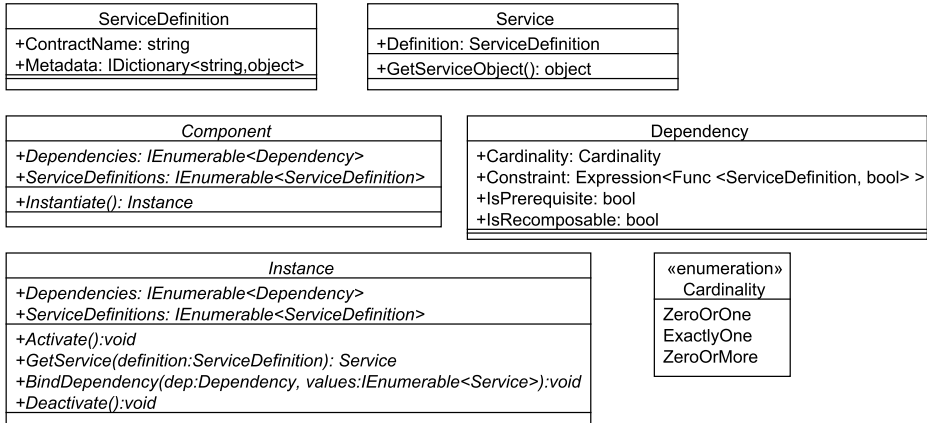 ServiceDefinition
+ContractName: string
+Metadata: IDictionary<string,object>
Service
+Definition: ServiceDefinition
+GetServiceObject(): object
Component
+Dependencies: IEnumerable<Dependency>
+ServiceDefinitions: IEnumerable<ServiceDefinition>
+Instantiate(): Instance
Dependency
+Cardinality: Cardinality
+Constraint: Expression<Func <ServiceDefinition, bool> >
+IsPrerequisite: bool
+IsRecomposable: bool
Instance
+Dependencies: IEnumerable<Dependency>
+ServiceDefinitions: IEnumerable<ServiceDefinition>
+Activate():void
+GetService(definition:ServiceDefinition): Service
+BindDependency(dep:Dependency, values:IEnumerable<Service>):void
+Deactivate():void
«enumeration»
Cardinality
ZeroOrOne
ExactlyOne
ZeroOrMore